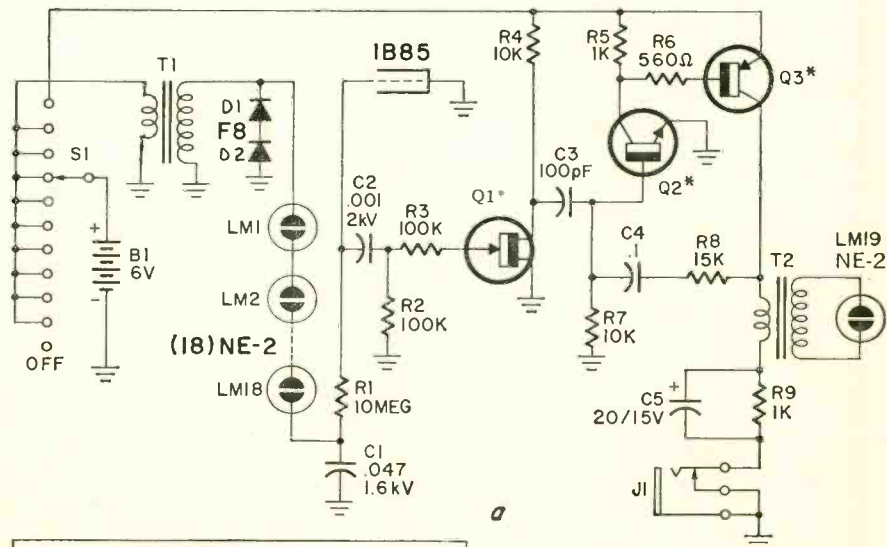 T1
S1
B1
6V
+
-
OFF
D1
F8
D2
LM1
LM2
(18) NE-2
LM18
1B85
C2
.001
2kV
R3
100K
R2
100K
R1
10MEG
C1
.047
1.6kV
Q1*
R4
10K
C3
100pF
R5
1K
R6
560Ω
Q2*
Q3*
C4
.1
R8
15K
R7
10K
T2
LM19
NE-2
+
C5
20/15V
R9
1K
J1
a